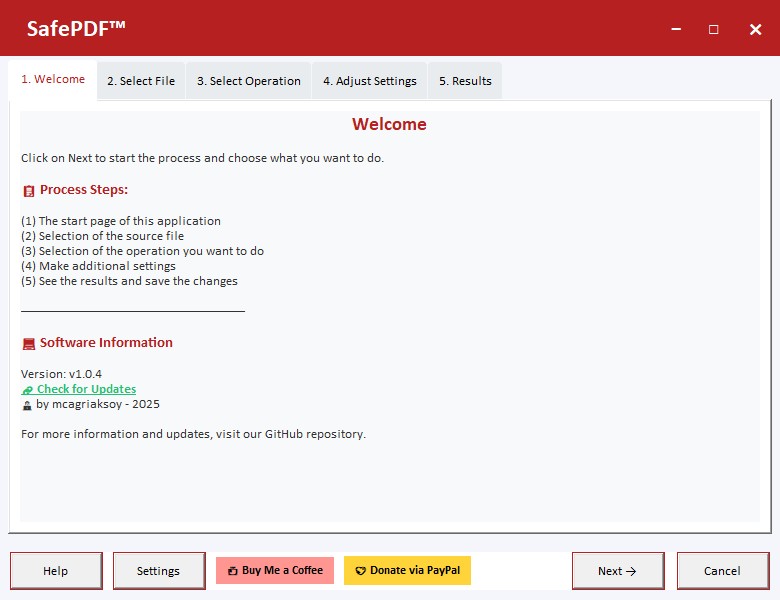 SafePDF™
1. Welcome
2. Select File
3. Select Operation
4. Adjust Settings
5. Results
Welcome
Click on Next to start the process and choose what you want to do.
Process Steps:
(1) The start page of this application
(2) Selection of the source file
(3) Selection of the operation you want to do
(4) Make additional settings
(5) See the results and save the changes
Software Information
Version: v1.0.4
Check for Updates
by mcagriaksoy - 2025
For more information and updates, visit our GitHub repository.
Help
Settings
Buy Me a Coffee
Donate via PayPal
Next →
Cancel